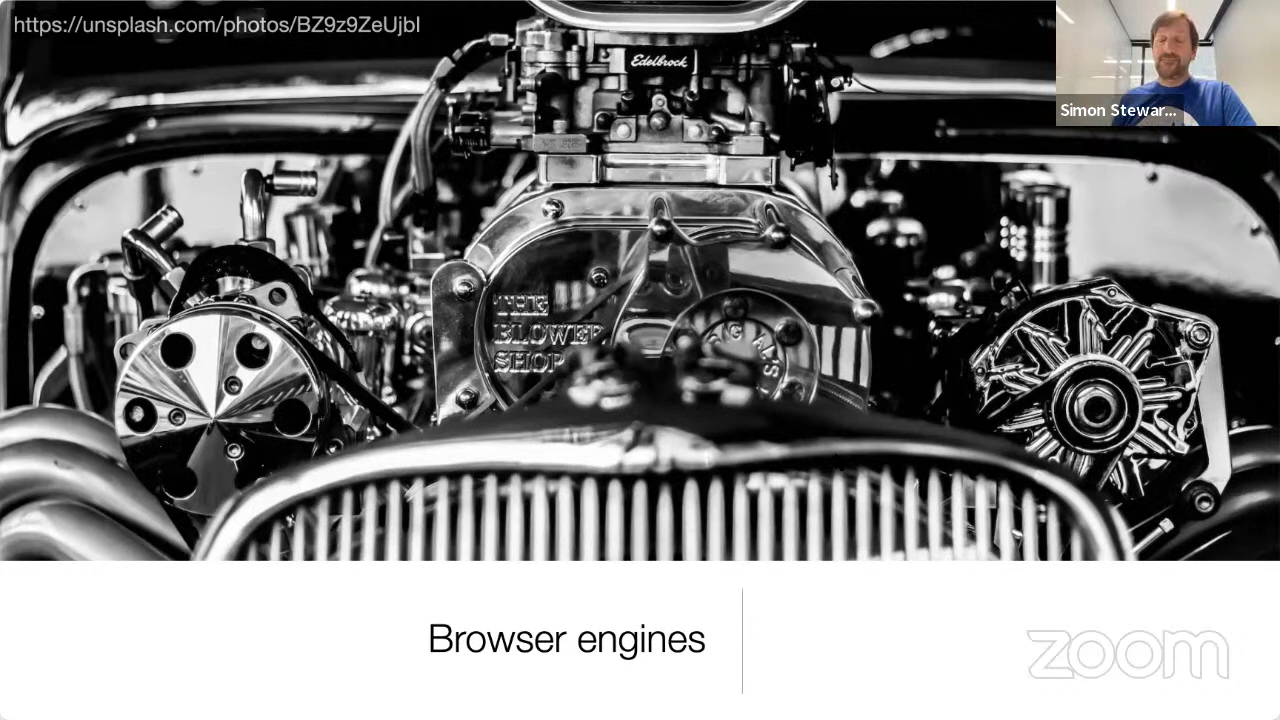 https://unsplash.com/photos/BZ9z9ZeUjbI
Edelbrock
Simon Stewar...
THE
BLOWER
SHOP
Browser engines
zoom